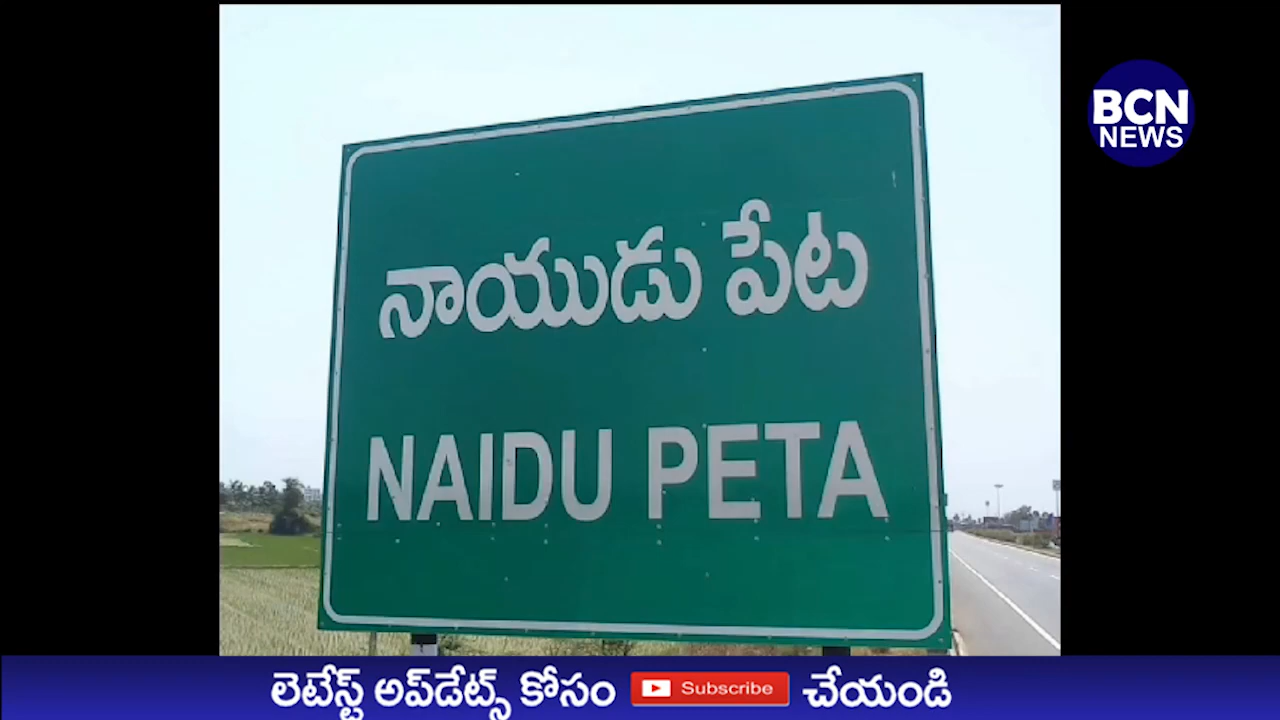 BCN
NEWS
నాయుడు పేట
NAIDU PETA
లెటేస్ట్ అప్‌డేట్స్ కోసం Subscribe చేయండి